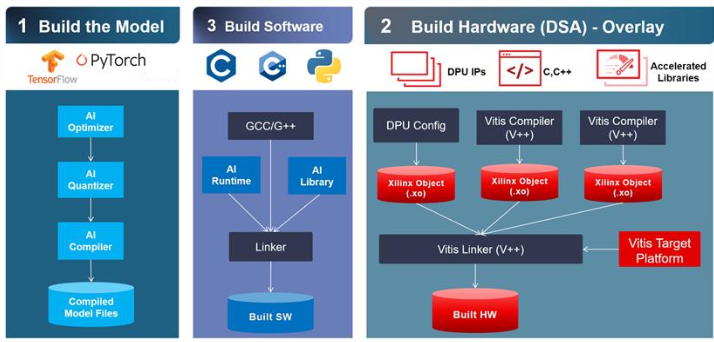 1 Build the Model
TensorFlow
PyTorch
AI
Optimizer
AI
Quantizer
AI
Compiler
Compiled
Model Files
3 Build Software
C
C++
GCC/G++
AI
Runtime
AI
Library
Linker
Built SW
2 Build Hardware (DSA) - Overlay
DPU IPs
</>
C,C++
Accelerated
Libraries
DPU Config
Vitis Compiler
(V++)
Vitis Compiler
(V++)
Xilinx Object
(.xo)
Xilinx Object
(.xo)
Xilinx Object
(.xo)
Vitis Linker (V++)
Vitis Target
Platform
Built HW